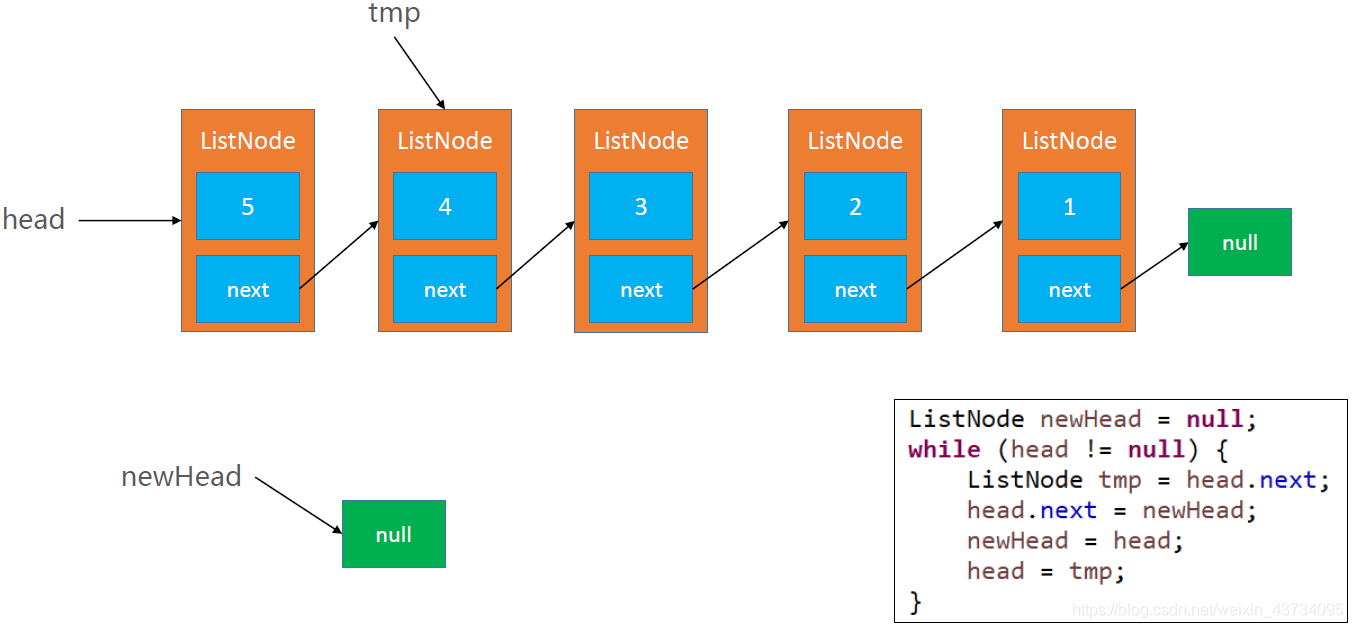 tmp
ListNode ListNode ListNode ListNode ListNode
head 5 4 3 2 1
null
next next next next next
newHead
null
ListNode newHead = null;
while (head != null) {
    ListNode tmp = head.next;
    head.next = newHead;
    newHead = head;
    head = tmp;
}
https://blog.csdn.net/weixin_43734095